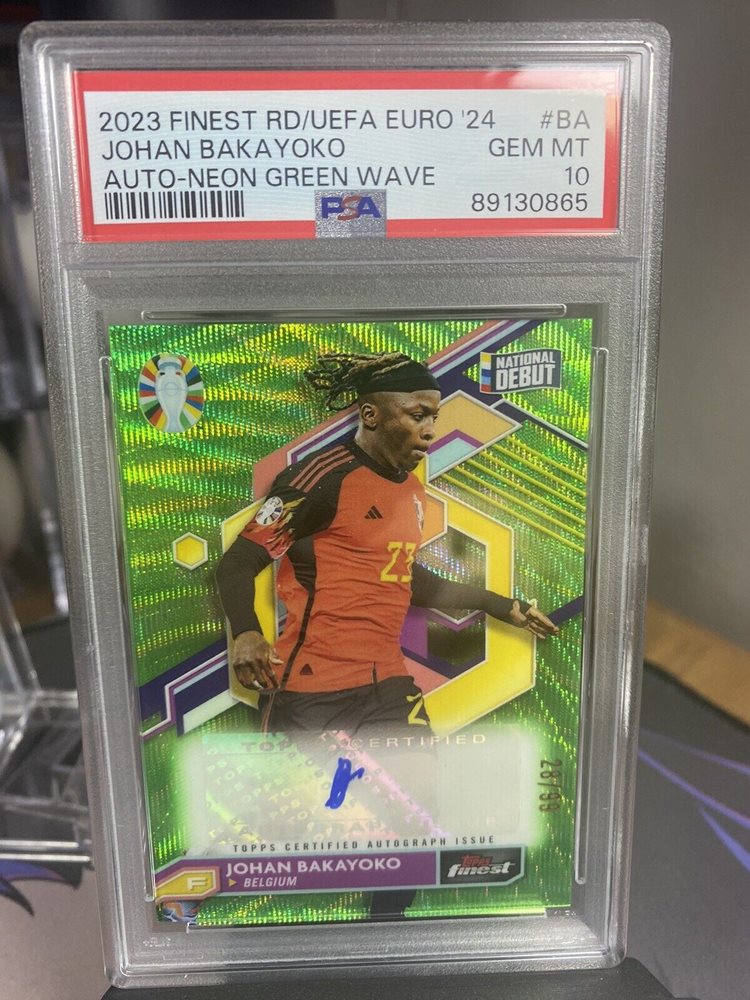 2023 FINEST RD/UEFA EURO '24 #BA
JOHAN BAKAYOKO GEM MT
AUTO-NEON GREEN WAVE 10
PSA 89130865
NATIONAL
DEBUT
23
2
CERTIFIED
28/99
TOPPS CERTIFIED AUTOGRAPH ISSUE
JOHAN BAKAYOKO
BELGIUM
F
Topps
finest